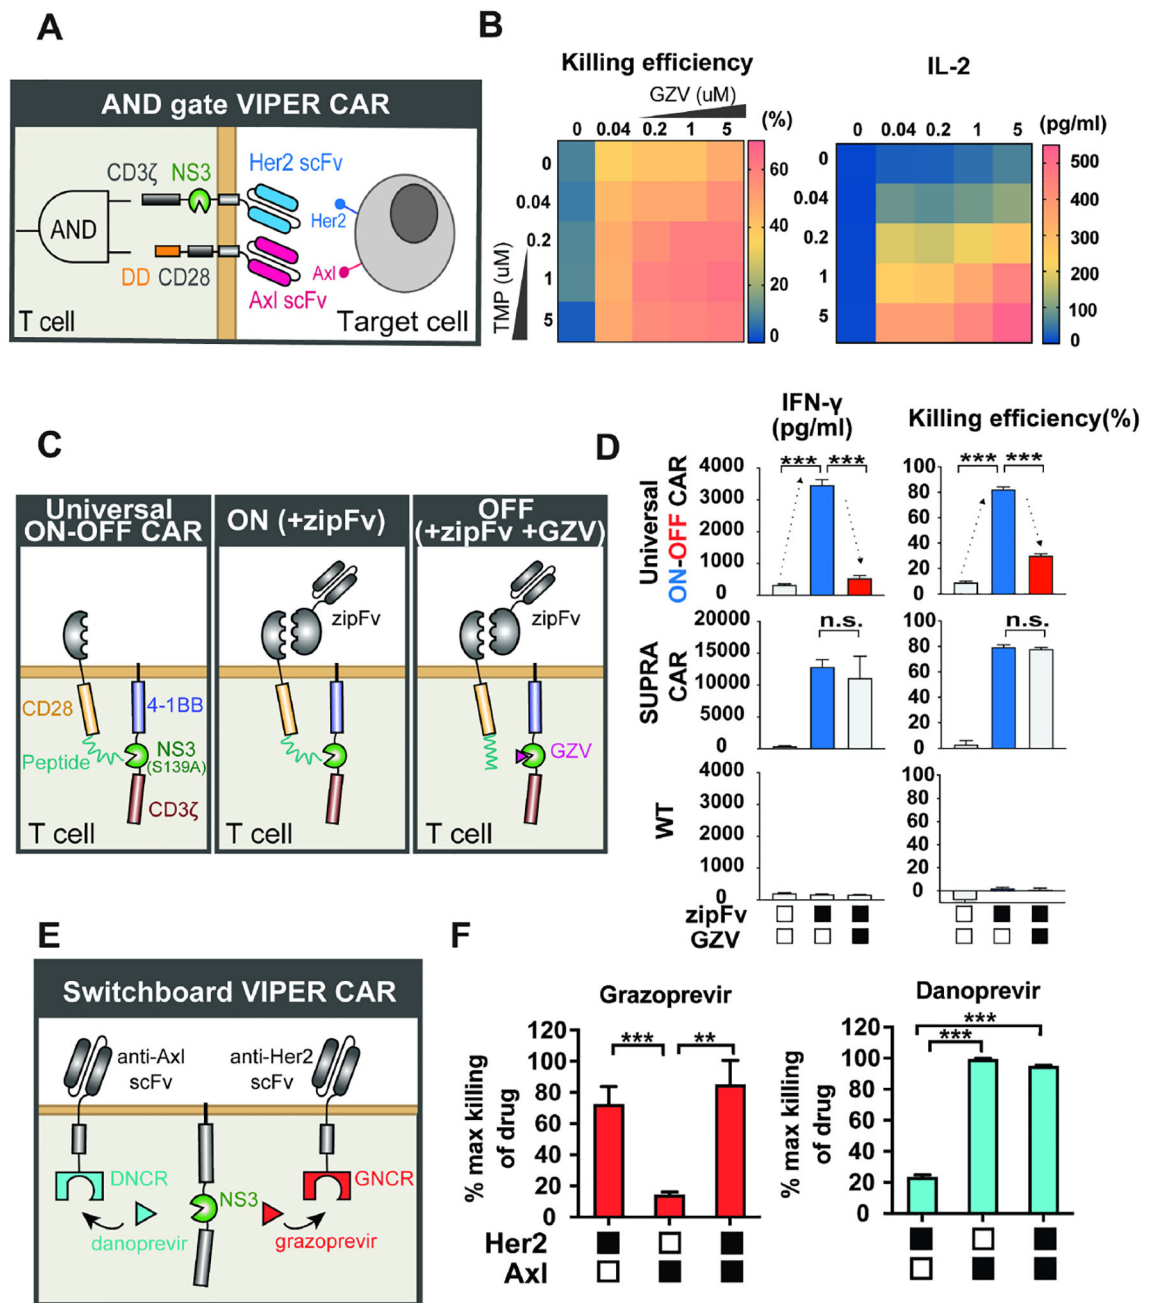 A
AND gate VIPER CAR
CD3ζ NS3
Her2 scFv
AND
Her2
Axl
DD CD28
Axl scFv
T cell
Target cell
B
Killing efficiency
GZV (uM)
0 0.04 0.2 1 5 (%)
0
0.04
0.2
1
5
TMP (uM)
60
40
20
0
IL-2
0 0.04 0.2 1 5 (pg/ml)
0
0.04
0.2
1
5
500
400
300
200
100
0
C
Universal
ON-OFF CAR
CD28
4-1BB
Peptide
NS3
(S139A)
CD3ζ
T cell
ON (+zipFv)
zipFv
T cell
OFF
(+zipFv +GZV)
zipFv
GZV
T cell
D
IFN-γ
(pg/ml)
Killing efficiency(%)
Universal
ON-OFF CAR
4000
3000
2000
1000
0
*** ***
100
80
60
40
20
0
*** ***
SUPRA
CAR
20000
15000
10000
5000
0
n.s.
100
80
60
40
20
0
n.s.
WT
4000
3000
2000
1000
0
100
80
60
40
20
0
zipFv
GZV
E
Switchboard VIPER CAR
anti-Axl
scFv
anti-Her2
scFv
DNCR
NS3
GNCR
danoprevir
grazoprevir
F
Grazoprevir
% max killing
of drug
120
100
80
60
40
20
0
*** **
Her2
Axl
Danoprevir
% max killing
of drug
120
100
80
60
40
20
0
***
***